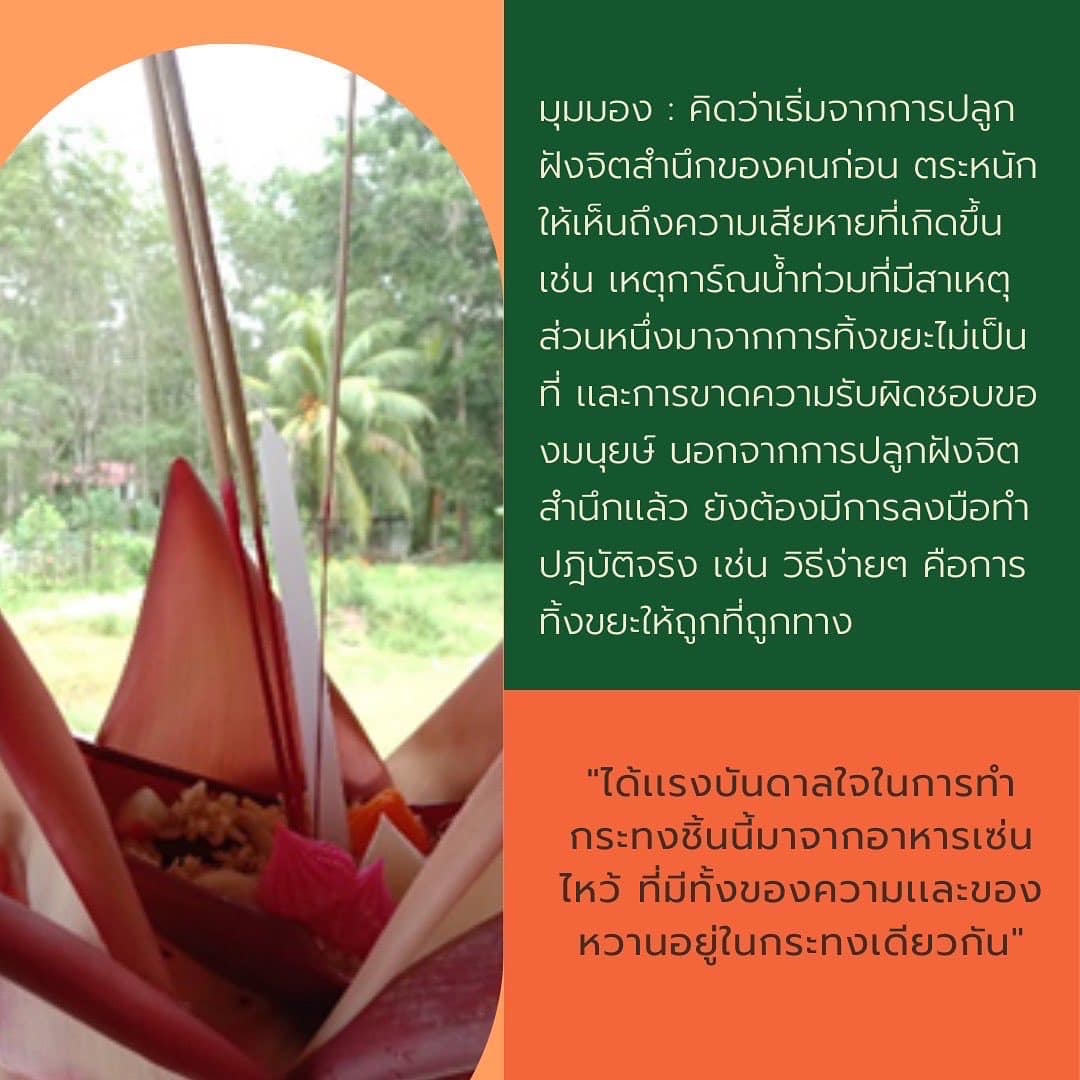 มุมมอง : คิดว่าเริ่มจากการปลูก
ฝังจิตสำนึกของคนก่อน ตระหนัก
ให้เห็นถึงความเสียหายที่เกิดขึ้น
เช่น เหตุการ์ณน้ำท่วมที่มีสาเหตุ
ส่วนหนึ่งมาจากการทิ้งขยะไม่เป็น
ที่ และการขาดความรับผิดชอบขอ
งมนุยษ์ นอกจากการปลูกฝังจิต
สำนึกแล้ว ยังต้องมีการลงมือทำ
ปฎิบัติจริง เช่น วิธีง่ายๆ คือการ
ทิ้งขยะให้ถูกที่ถูกทาง
"ได้แรงบันดาลใจในการทำ
กระทงชิ้นนี้มาจากอาหารเซ่น
ไหว้ ที่มีทั้งของความและของ
หวานอยู่ในกระทงเดียวกัน"